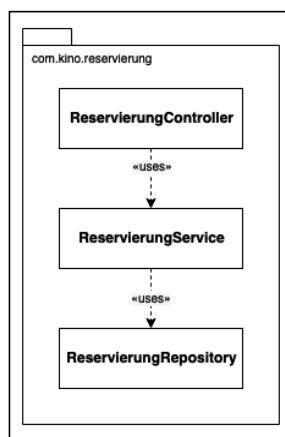 com.kino.reservierung
ReservierungController
«uses»
ReservierungService
«uses»
ReservierungRepository